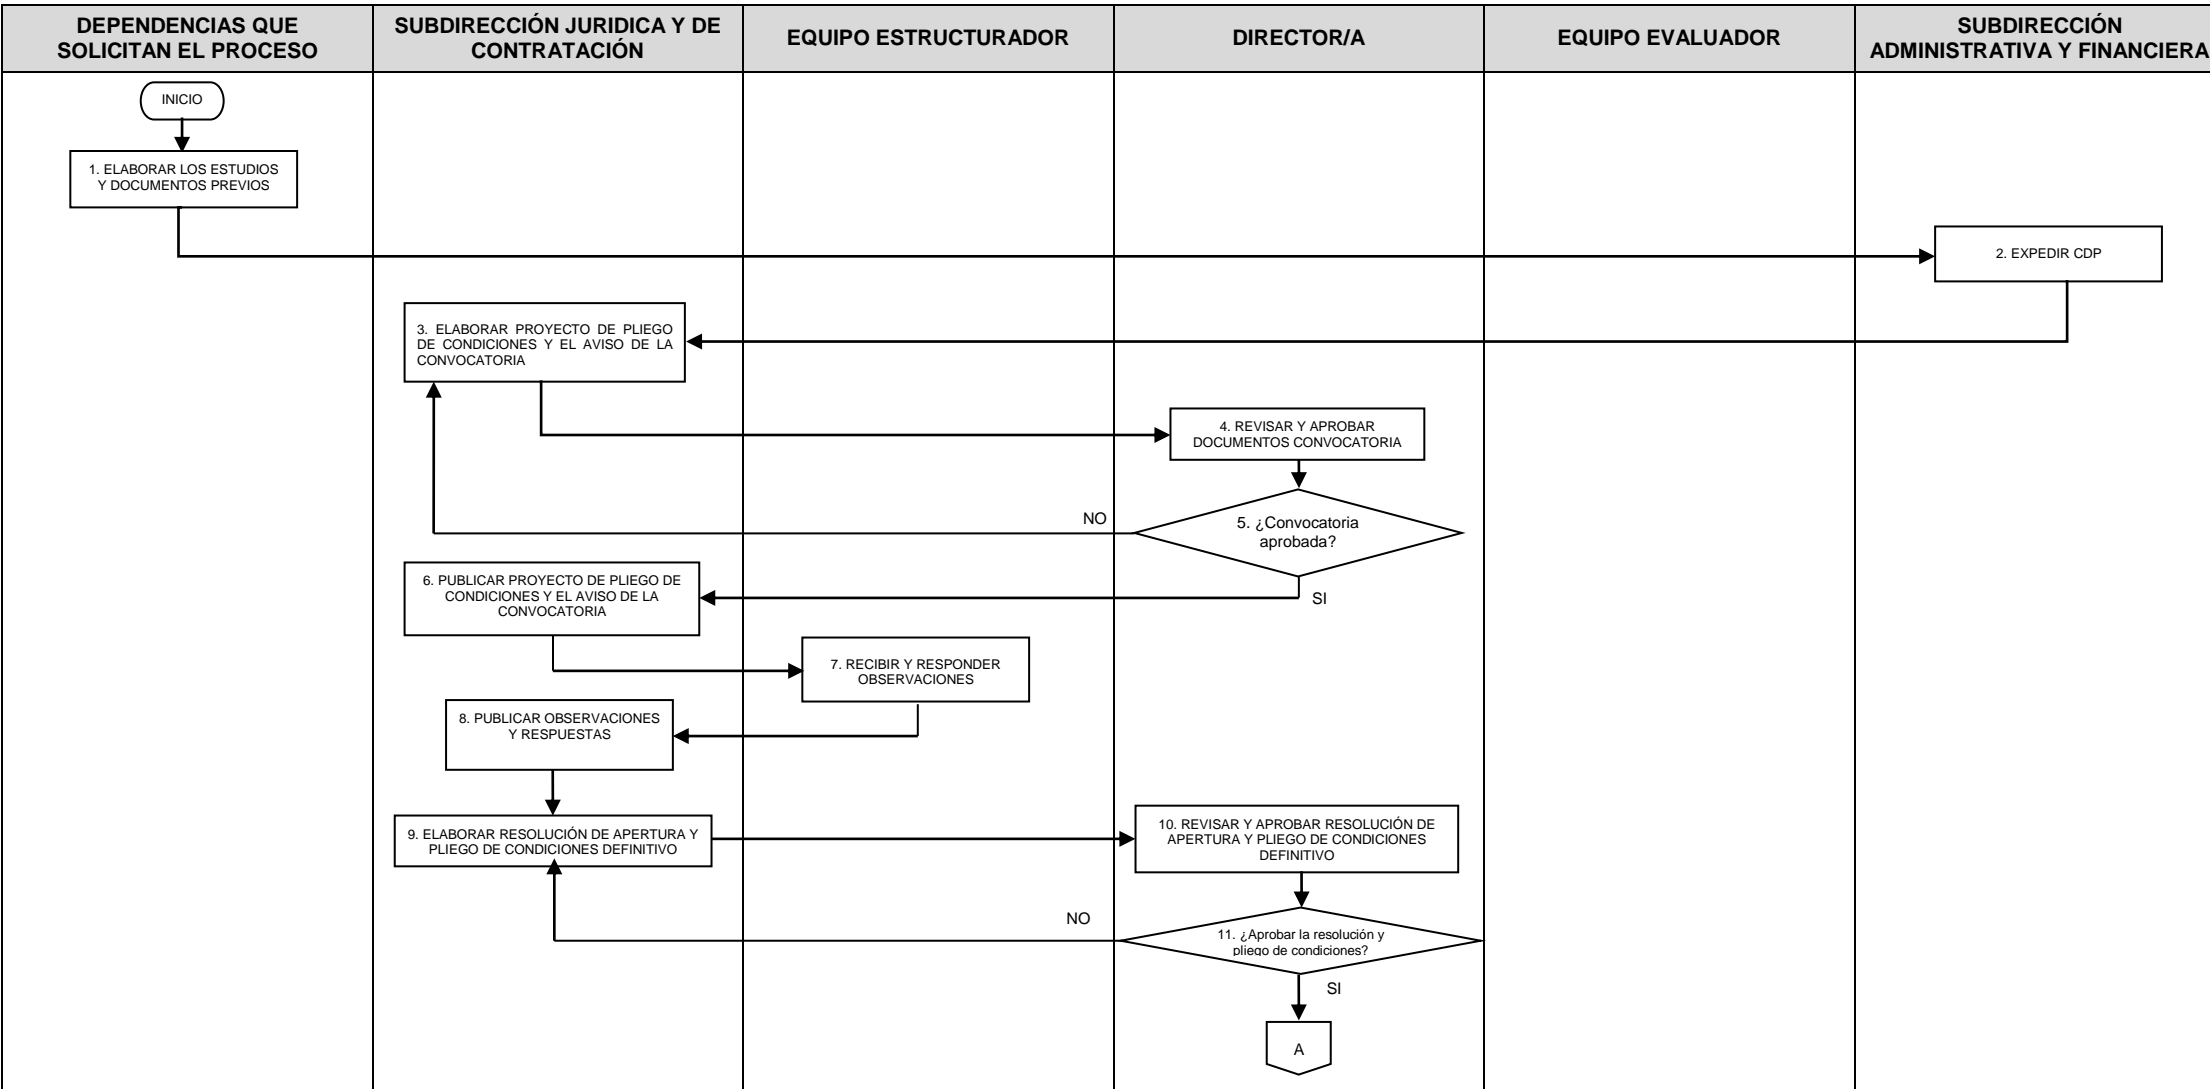 DEPENDENCIAS QUE
SOLICITAN EL PROCESO
SUBDIRECCIÓN JURIDICA Y DE
CONTRATACIÓN
EQUIPO ESTRUCTURADOR
DIRECTOR/A
EQUIPO EVALUADOR
SUBDIRECCIÓN
ADMINISTRATIVA Y FINANCIERA
INICIO
1. ELABORAR LOS ESTUDIOS
Y DOCUMENTOS PREVIOS
2. EXPEDIR CDP
3. ELABORAR PROYECTO DE PLIEGO
DE CONDICIONES Y EL AVISO DE LA
CONVOCATORIA
4. REVISAR Y APROBAR
DOCUMENTOS CONVOCATORIA
NO
5. ¿Convocatoria
aprobada?
SI
6. PUBLICAR PROYECTO DE PLIEGO DE
CONDICIONES Y EL AVISO DE LA
CONVOCATORIA
7. RECIBIR Y RESPONDER
OBSERVACIONES
8. PUBLICAR OBSERVACIONES
Y RESPUESTAS
9. ELABORAR RESOLUCIÓN DE APERTURA Y
PLIEGO DE CONDICIONES DEFINITIVO
10. REVISAR Y APROBAR RESOLUCIÓN DE
APERTURA Y PLIEGO DE CONDICIONES
DEFINITIVO
NO
11. ¿Aprobar la resolución y
pliego de condiciones?
SI
A